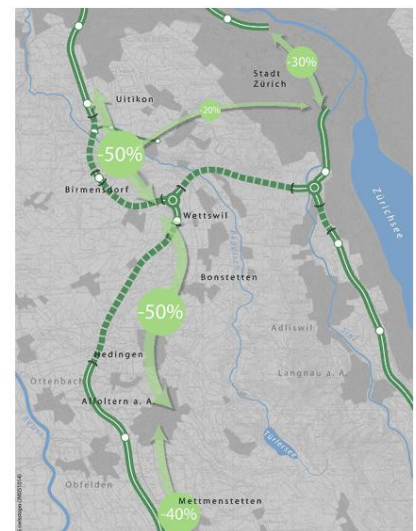 -30%
Stadt
Zürich
Uitikon
-20%
-50%
Birmensdorf
Zürichsee
Wettswil
Bonstetten
-50%
Adliswil
Sihl
Hedingen
Langnau a. A.
Ottenbach
Affoltern a. A.
Türlersee
Obfelden
Mettmenstetten
-40%